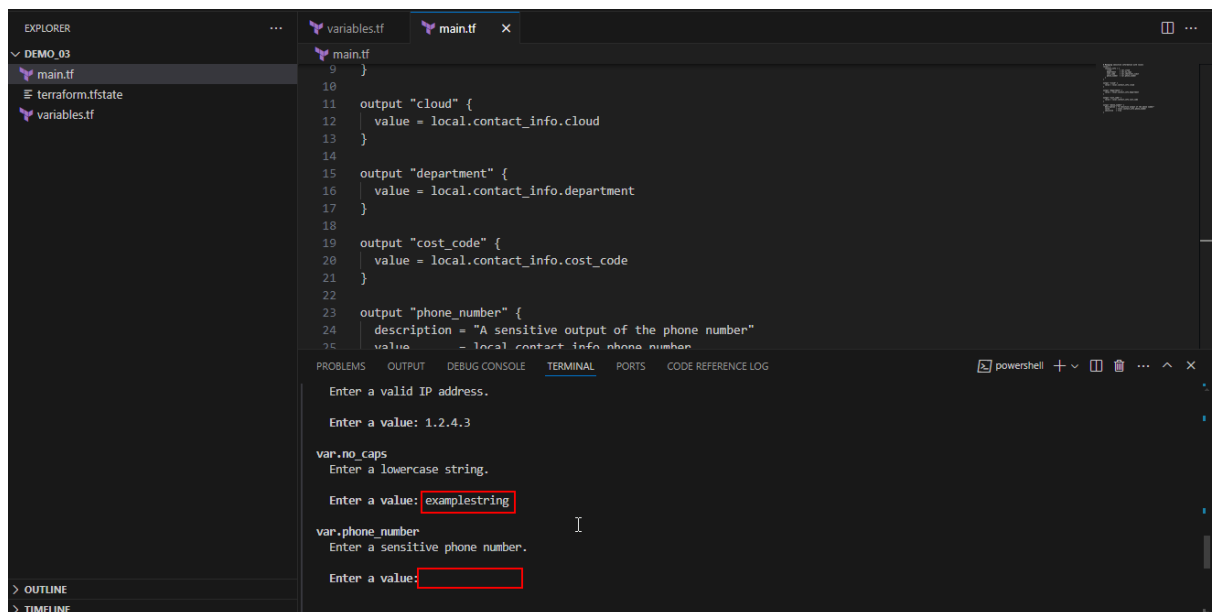 EXPLORER
DEMO_03
main.tf
terraform.tfstate
variables.tf
OUTLINE
TIMELINE
variables.tf
main.tf
main.tf
9 }
10
11 output "cloud" {
12 value = local.contact_info.cloud
13 }
14
15 output "department" {
16 value = local.contact_info.department
17 }
18
19 output "cost_code" {
20 value = local.contact_info.cost_code
21 }
22
23 output "phone_number" {
24 description = "A sensitive output of the phone number"
25 value = local.contact_info.phone_number
PROBLEMS OUTPUT DEBUG CONSOLE TERMINAL PORTS CODE REFERENCE LOG powershell
Enter a valid IP address.
Enter a value: 1.2.4.3
var.no_caps
Enter a lowercase string.
Enter a value: examplestring
var.phone_number
Enter a sensitive phone number.
Enter a value: